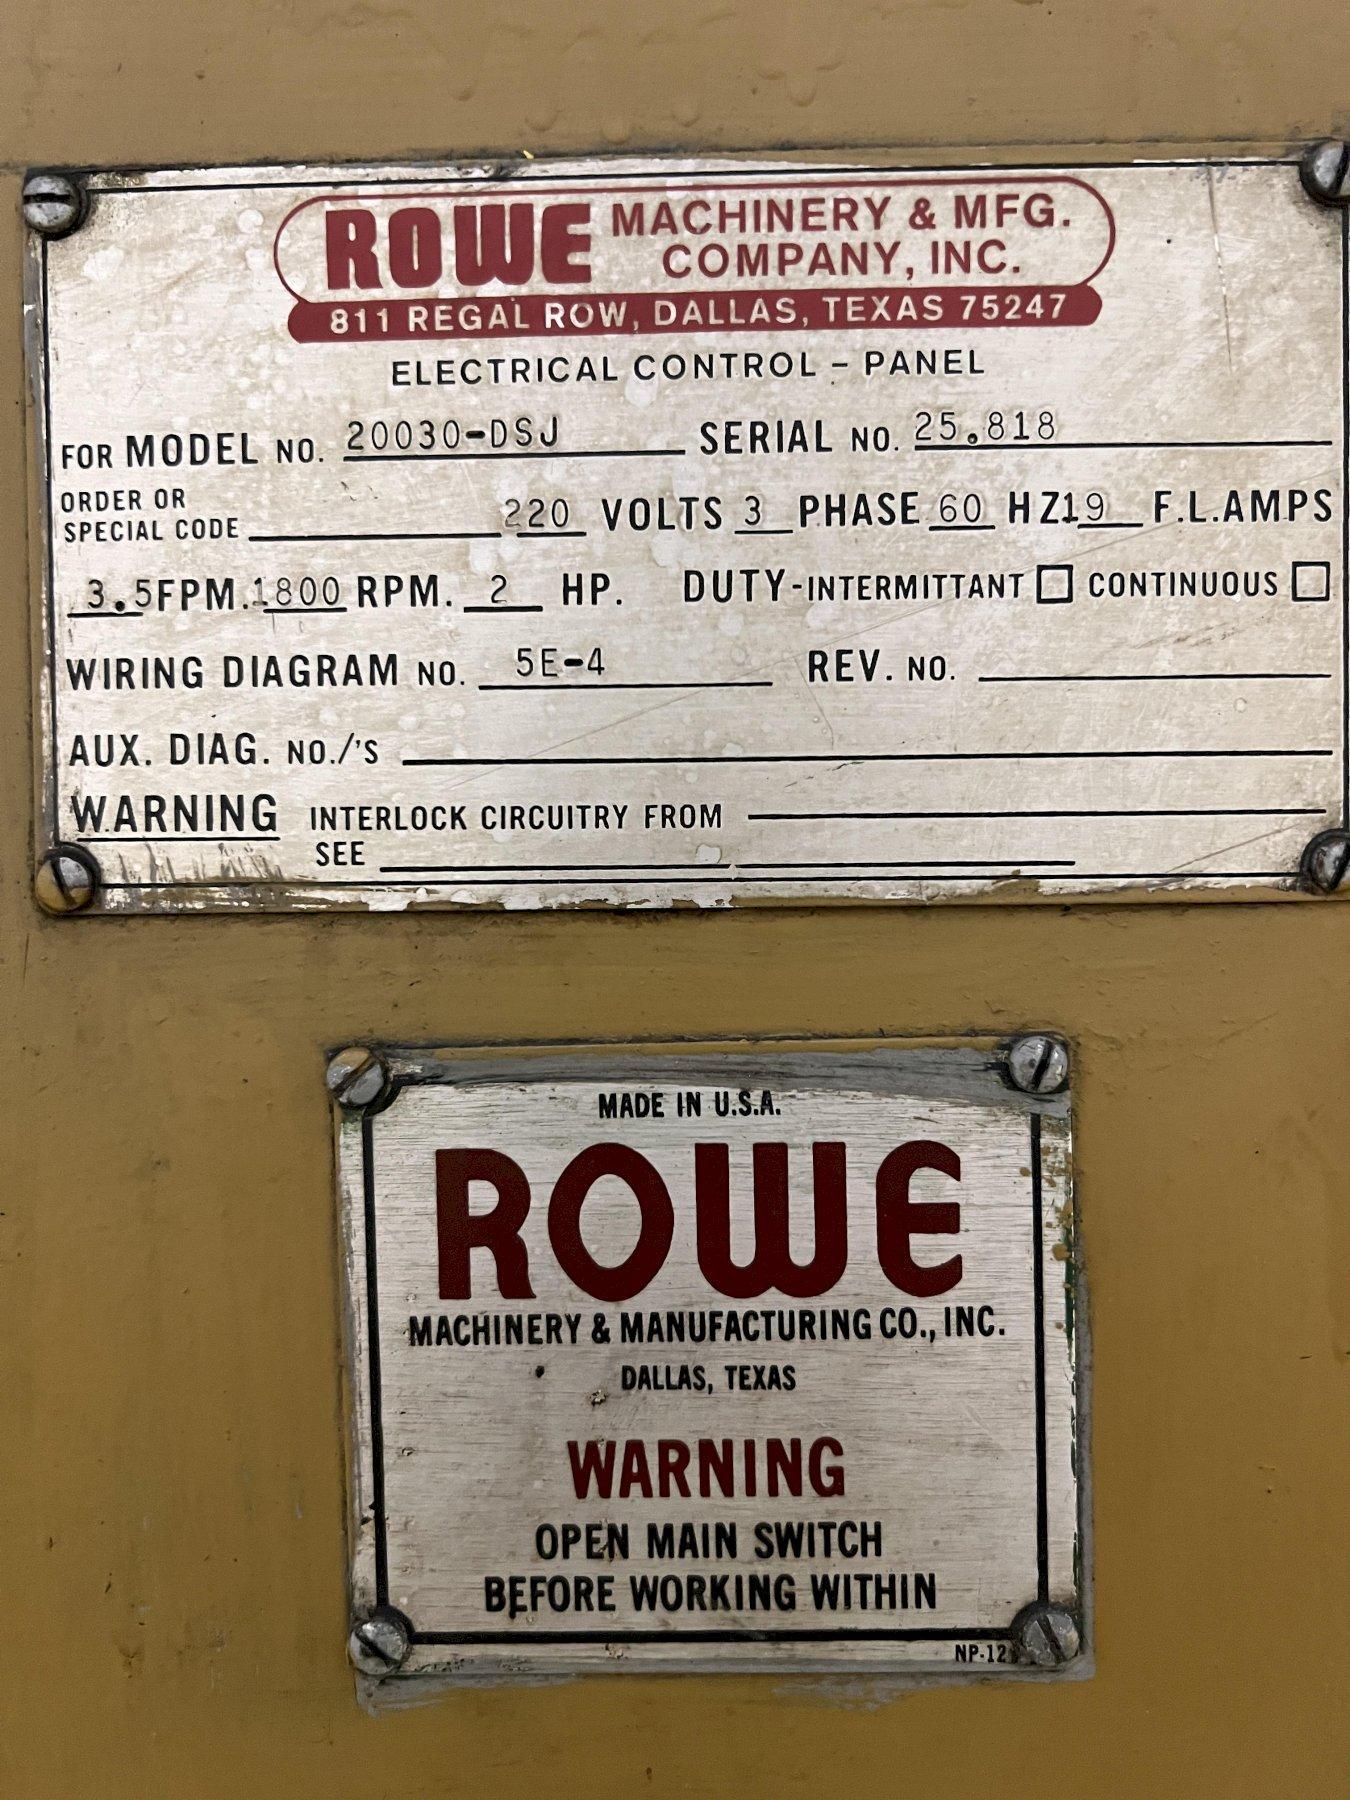 ROWE MACHINERY & MFG.
COMPANY, INC.
811 REGAL ROW, DALLAS, TEXAS 75247
ELECTRICAL CONTROL - PANEL
FOR MODEL NO. 20030-DSJ SERIAL NO. 25.818
ORDER OR
SPECIAL CODE 220 VOLTS 3 PHASE 60 HZ 19 F.L.AMPS
3.5 FPM. 1800 RPM. 2 HP. DUTY-INTERMITTANT CONTINUOUS
WIRING DIAGRAM NO. 5E-4 REV. NO.
AUX. DIAG. NO./'S
WARNING INTERLOCK CIRCUITRY FROM
SEE
MADE IN U.S.A.
ROWE
MACHINERY & MANUFACTURING CO., INC.
DALLAS, TEXAS
WARNING
OPEN MAIN SWITCH
BEFORE WORKING WITHIN